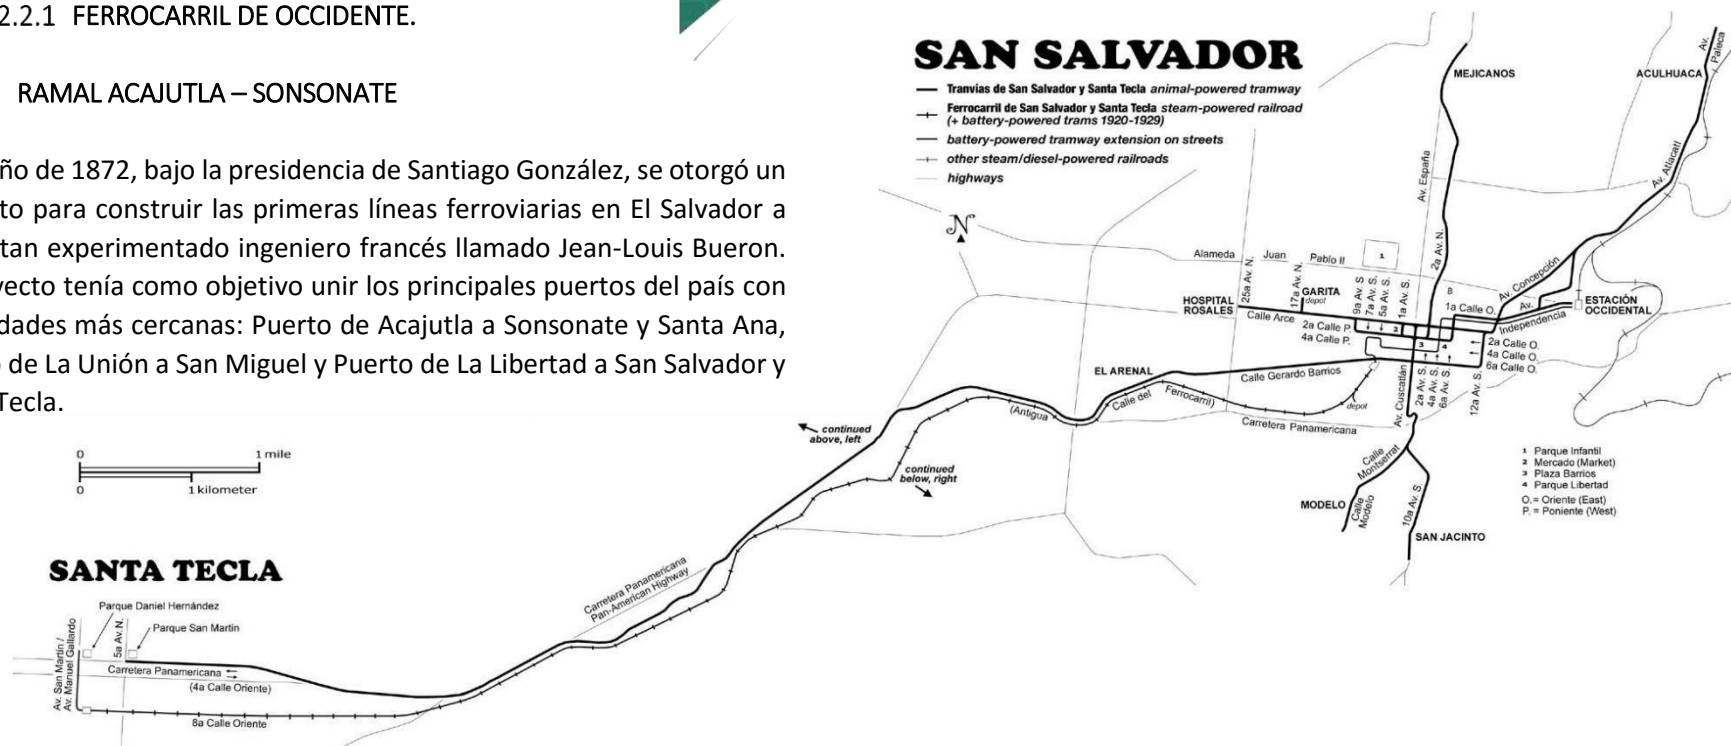 2.2.1 FERROCARRIL DE OCCIDENTE.
RAMAL ACAJUTLA – SONSONATE
ño de 1872, bajo la presidencia de Santiago González, se otorgó un
to para construir las primeras líneas ferroviarias en El Salvador a
tan experimentado ingeniero francés llamado Jean-Louis Bueron.
yecto tenía como objetivo unir los principales puertos del país con
dades más cercanas: Puerto de Acajutla a Sonsonate y Santa Ana,
de La Unión a San Miguel y Puerto de La Libertad a San Salvador y
Tecla.
0 1 mile
0 1 kilometer
SANTA TECLA
Parque Daniel Hernández
Parque San Martín
5a Av. N.
Av. San Martín /
Av. Manuel Gallardo
Carretera Panamericana
(4a Calle Oriente)
8a Calle Oriente
Carretera Panamericana
Pan-American Highway
SAN SALVADOR
Tranvías de San Salvador y Santa Tecla animal-powered tramway
Ferrocarril de San Salvador y Santa Tecla steam-powered railroad
(+ battery-powered trams 1920-1929)
battery-powered tramway extension on streets
other steam/diesel-powered railroads
highways
N
MEJICANOS
ACULHUACA
Av. Paleca
Av. Atlacatl
Av. España
2a Av. N.
Av. Concepción
Alameda Juan Pablo II
1
25a Av. N.
17a Av. N.
GARITA
depot
9a Av. S
7a Av. S.
5a Av. S.
1a Av. S.
B
1a Calle O.
Av. Independencia
ESTACIÓN
OCCIDENTAL
HOSPITAL
ROSALES
Calle Arce
2a Calle P.
4a Calle P.
2
3
4
2a Calle O.
4a Calle O.
6a Calle O.
EL ARENAL
Calle Gerardo Barrios
(Antigua Calle del Ferrocarril)
depot
Carretera Panamericana
Av. Cuscatlán
2a Av. S.
4a Av. S.
6a Av. S.
12a Av. S.
continued
above, left
continued
below, right
Calle
Montserrat
MODELO
Calle
Modelo
10a Av. S.
SAN JACINTO
1 Parque Infantil
2 Mercado (Market)
3 Plaza Barrios
4 Parque Libertad
O.= Oriente (East)
P. = Poniente (West)